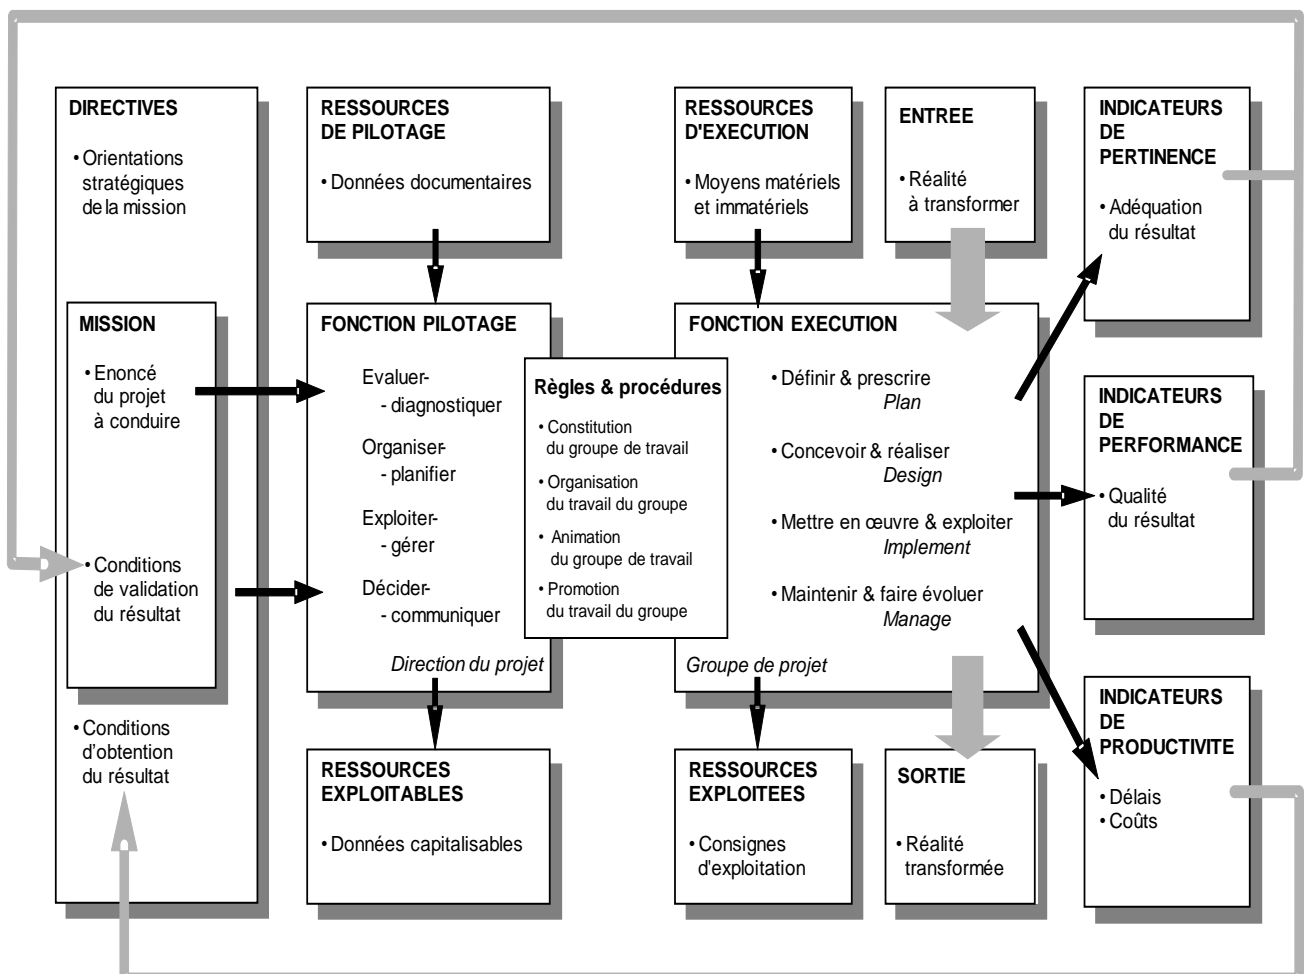 DIRECTIVES
• Orientations
stratégiques
de la mission
MISSION
• Enoncé
du projet
à conduire
• Conditions
de validation
du résultat
• Conditions
d'obtention
du résultat
RESSOURCES
DE PILOTAGE
• Données documentaires
FONCTION PILOTAGE
Evaluer-
- diagnostiquer
Organiser-
- planifier
Exploiter-
- gérer
Décider-
- communiquer
Direction du projet
RESSOURCES
EXPLOITABLES
• Données capitalisables
Règles & procédures
• Constitution
du groupe de travail
• Organisation
du travail du groupe
• Animation
du groupe de travail
• Promotion
du travail du groupe
RESSOURCES
D'EXECUTION
• Moyens matériels
et immatériels
ENTREE
• Réalité
à transformer
FONCTION EXECUTION
• Définir & prescrire
Plan
• Concevoir & réaliser
Design
• Mettre en œuvre & exploiter
Implement
• Maintenir & faire évoluer
Manage
Groupe de projet
RESSOURCES
EXPLOITEES
• Consignes
d'exploitation
SORTIE
• Réalité
transformée
INDICATEURS
DE
PERTINENCE
• Adéquation
du résultat
INDICATEURS
DE
PERFORMANCE
• Qualité
du résultat
INDICATEURS
DE
PRODUCTIVITE
• Délais
• Coûts